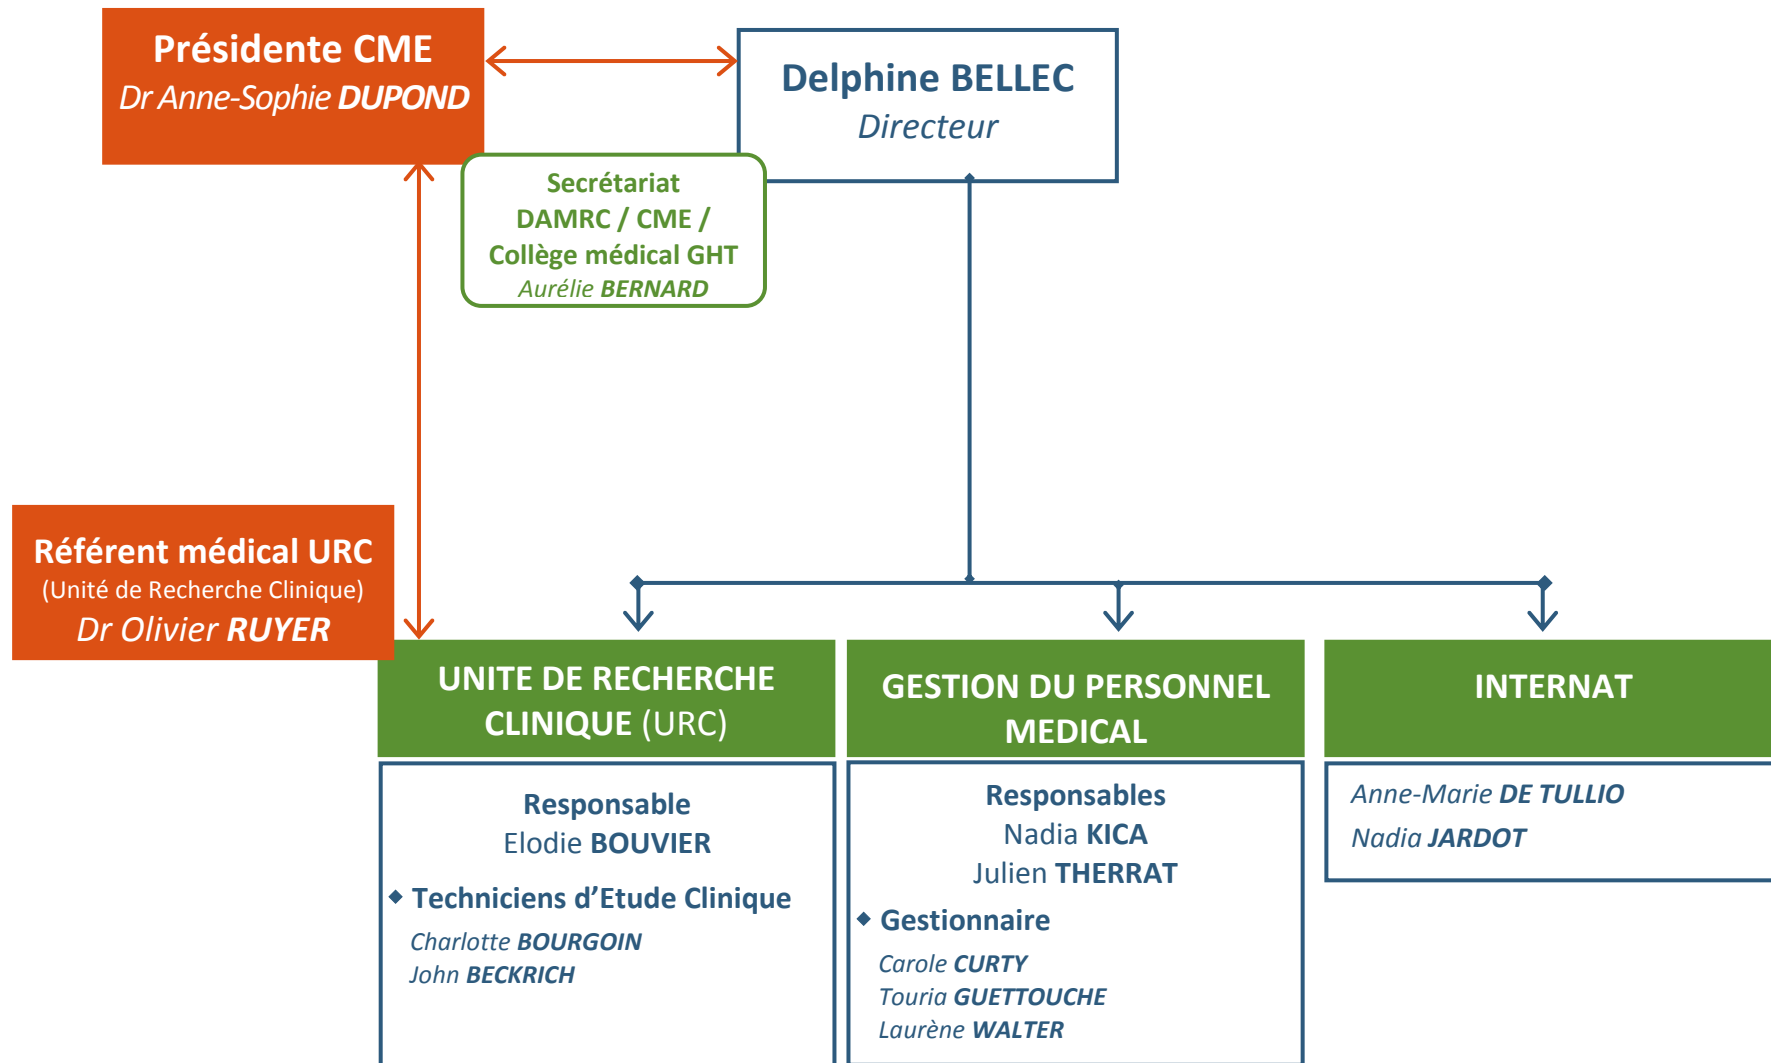 Présidente CME
Dr Anne-Sophie DUPOND
Delphine BELLEC
Directeur
Secrétariat
DAMRC / CME /
Collège médical GHT
Aurélie BERNARD
Référent médical URC
(Unité de Recherche Clinique)
Dr Olivier RUYER
UNITE DE RECHERCHE
CLINIQUE (URC)
Responsable
Elodie BOUVIER
Techniciens d’Etude Clinique
Charlotte BOURGOIN
John BECKRICH
GESTION DU PERSONNEL
MEDICAL
Responsables
Nadia KICA
Julien THERRAT
Gestionnaire
Carole CURTY
Touria GUETTOUCHE
Laurène WALTER
INTERNAT
Anne-Marie DE TULLIO
Nadia JARDOT